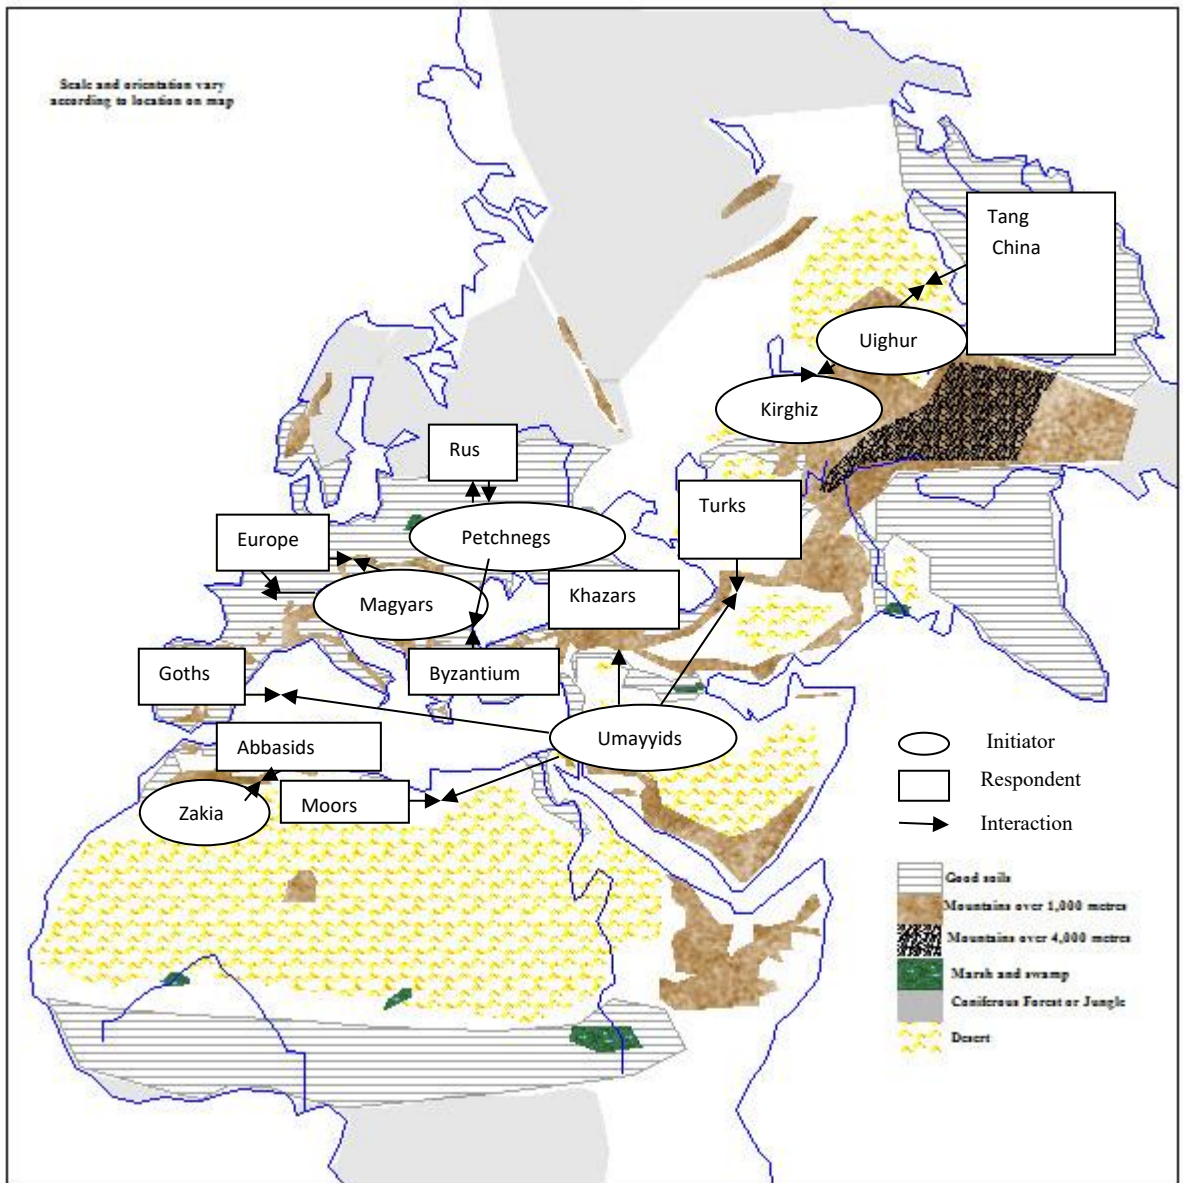 Scale and orientation vary
according to location on map
Tang
China
Uighur
Kirghiz
Rus
Turks
Petchnegs
Europe
Khazars
Magyars
Goths
Byzantium
Umayyids
Abbasids
Zakia
Moors
Initiator
Respondent
Interaction
Good soils
Mountains over 1,000 metres
Mountains over 4,000 metres
Marsh and swamp
Coniferous Forest or Jungle
Desert